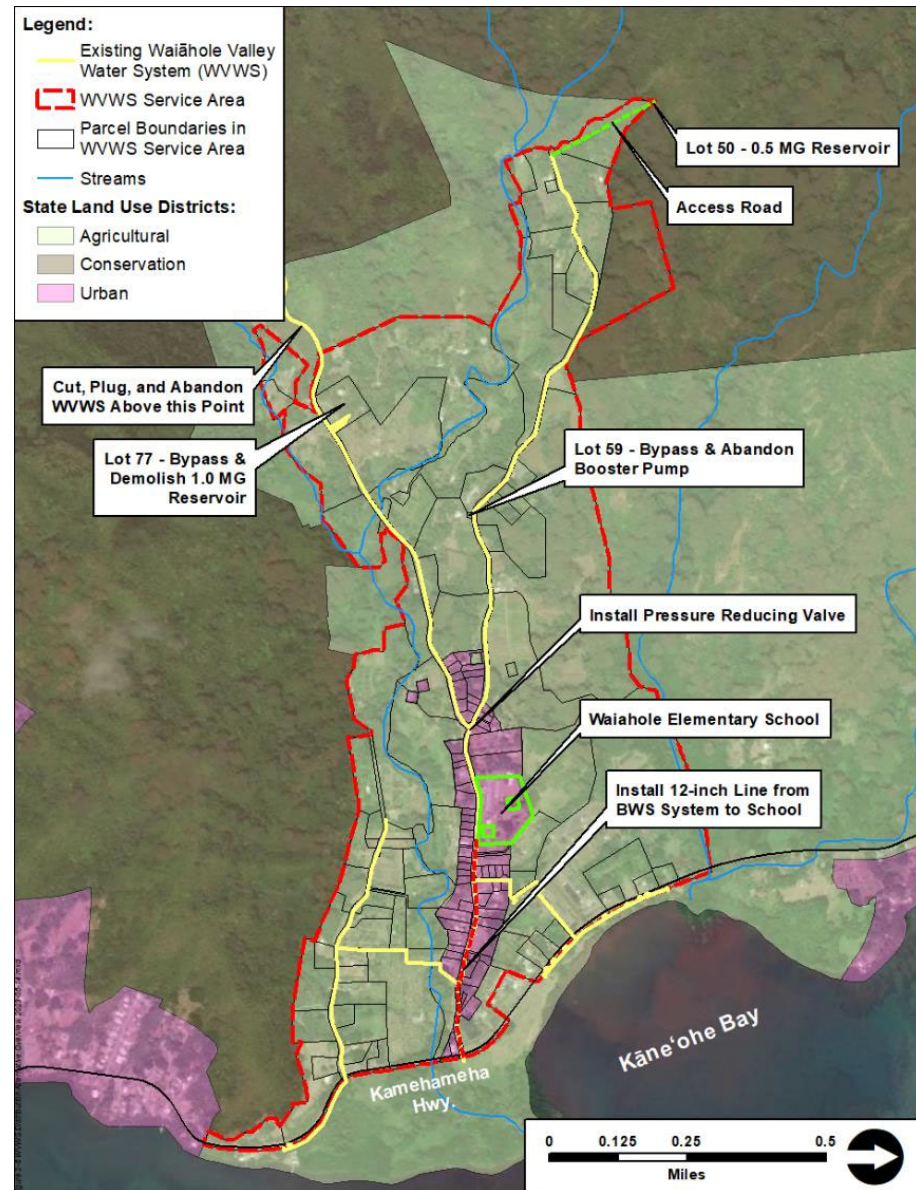 Legend:
Existing Waiāhole Valley
Water System (WVWS)
WVWS Service Area
Parcel Boundaries in
WVWS Service Area
Streams
State Land Use Districts:
Agricultural
Conservation
Urban
Lot 50 - 0.5 MG Reservoir
Access Road
Cut, Plug, and Abandon
WVWS Above this Point
Lot 77 - Bypass &
Demolish 1.0 MG
Reservoir
Lot 59 - Bypass & Abandon
Booster Pump
Install Pressure Reducing Valve
Waiahole Elementary School
Install 12-inch Line from
BWS System to School
Kāneʻohe Bay
Kamehameha
Hwy.
0 0.125 0.25 0.5
Miles